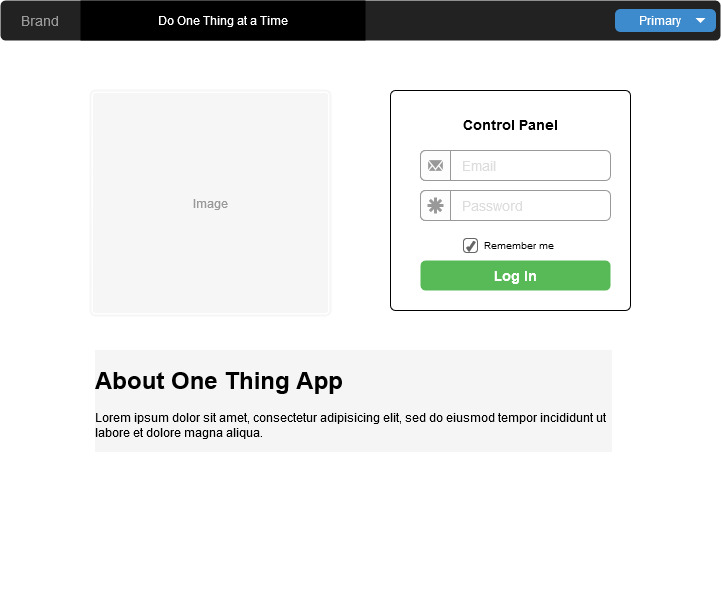 Brand
Do One Thing at a Time
Primary
Image
Control Panel
Email
Password
Remember me
Log In
About One Thing App
Lorem ipsum dolor sit amet, consectetur adipisicing elit, sed do eiusmod tempor incididunt ut
labore et dolore magna aliqua.